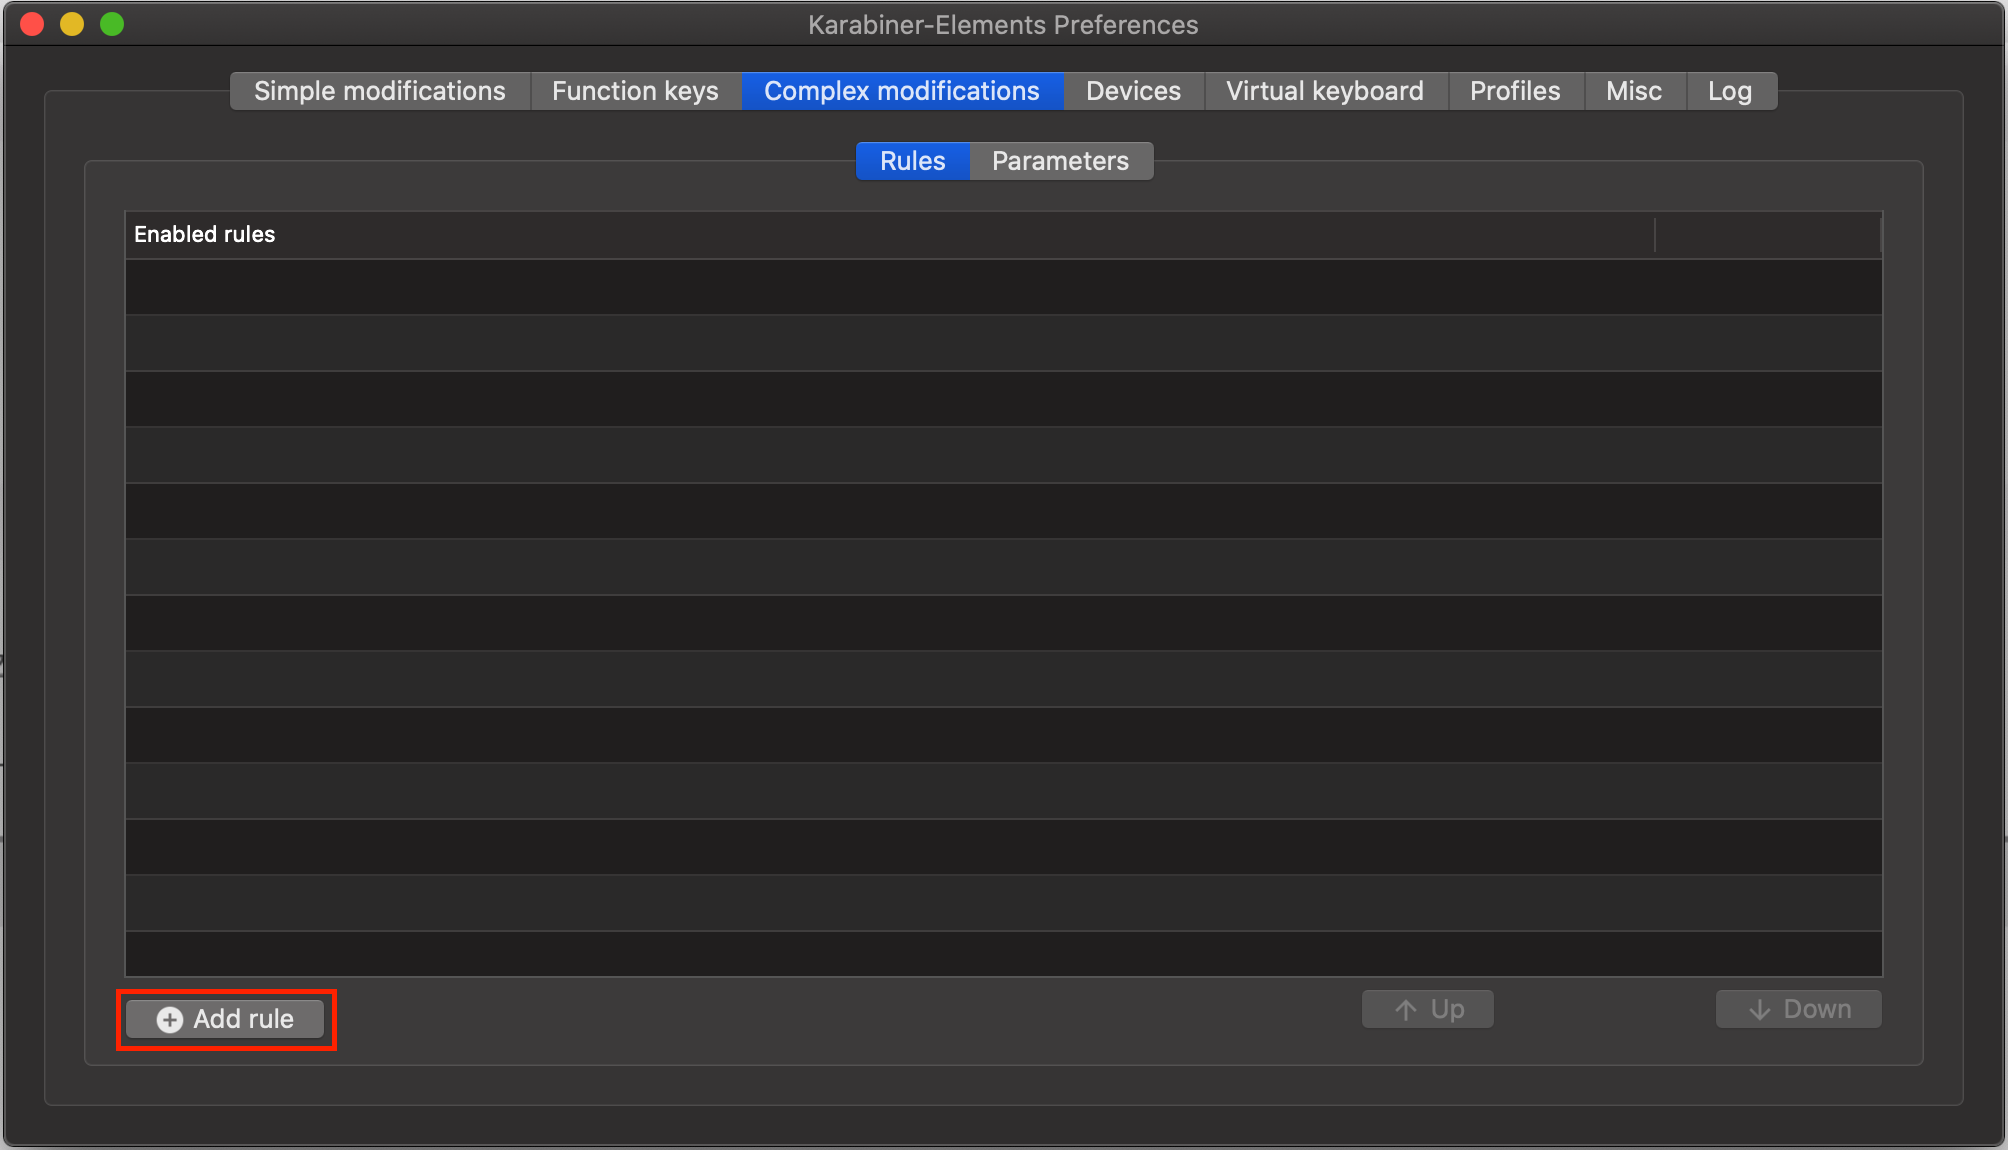 Karabiner-Elements Preferences
Simple modifications Function keys Complex modifications Devices Virtual keyboard Profiles Misc Log
Rules Parameters
Enabled rules
Add rule
Up
Down